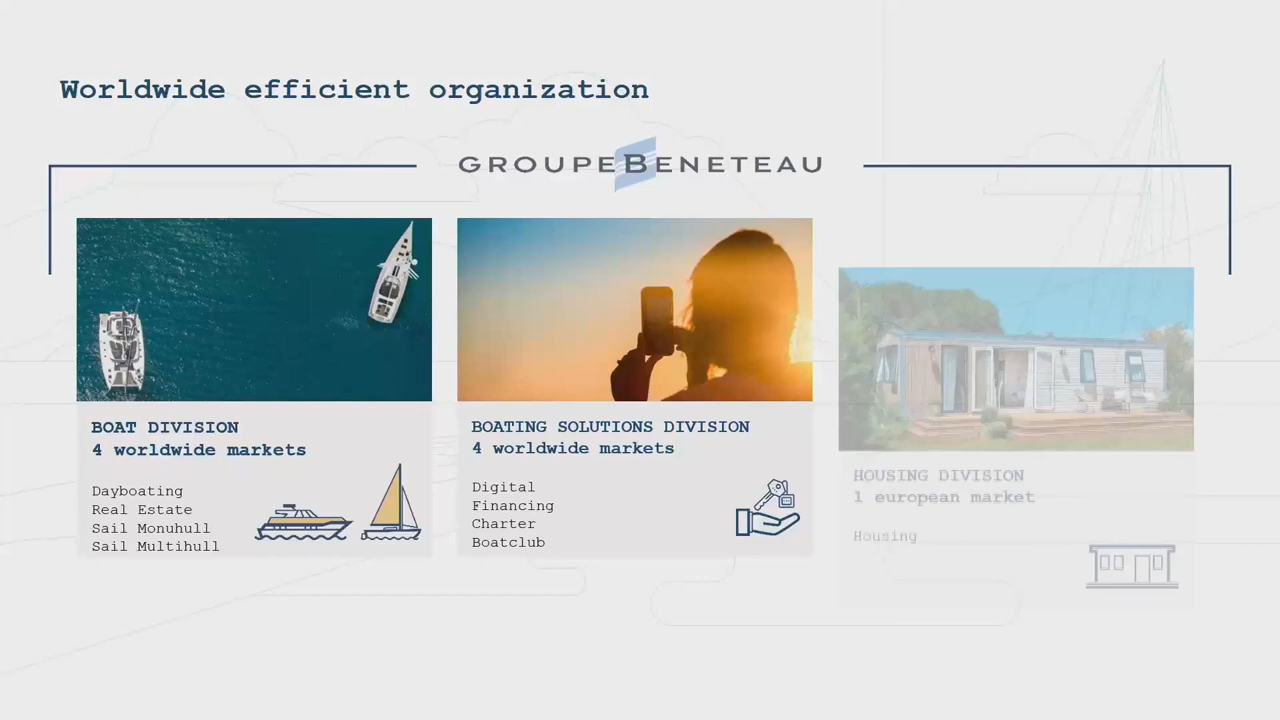 Worldwide efficient organization
GROUPE BENETEAU
BOAT DIVISION
4 worldwide markets
Dayboating
Real Estate
Sail Monuhull
Sail Multihull
BOATING SOLUTIONS DIVISION
4 worldwide markets
Digital
Financing
Charter
Boatclub
HOUSING DIVISION
1 european market
Housing